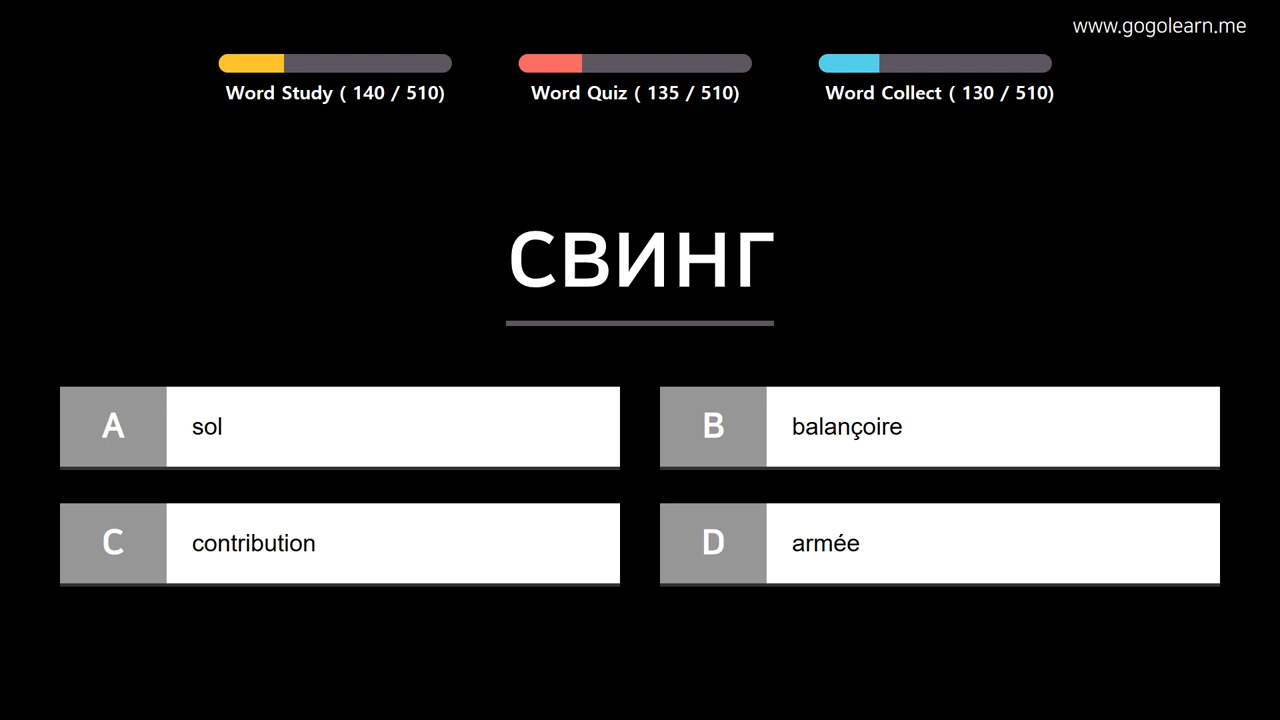 www.gogolearn.me
Word Study ( 140 / 510)
Word Quiz ( 135 / 510)
Word Collect ( 130 / 510)
СВИНГ
A sol
B balançoire
C contribution
D armée